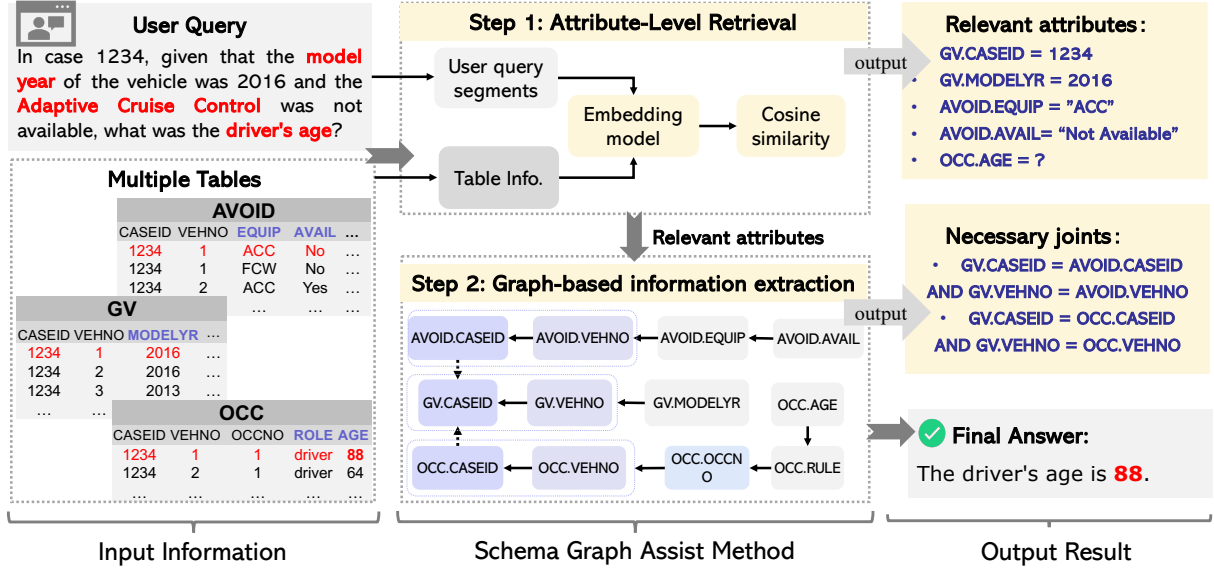 User Query
In case 1234, given that the model
year of the vehicle was 2016 and the
Adaptive Cruise Control was not
available, what was the driver's age?
Multiple Tables
AVOID
CASEID VEHNO EQUIP AVAIL ...
1234 1 ACC No ...
1234 1 FCW No ...
1234 2 ACC Yes ...
... ... ...
GV
CASEID VEHNO MODELYR ...
1234 1 2016 ...
1234 2 2016 ...
1234 3 2013 ...
... ...
OCC
CASEID VEHNO OCCNO ROLE AGE
1234 1 1 driver 88
1234 2 1 driver 64
... ... ... ... ...
Input Information
Step 1: Attribute-Level Retrieval
User query
segments
Table Info.
Embedding
model
Cosine
similarity
Relevant attributes
Step 2: Graph-based information extraction
AVOID.CASEID
AVOID.VEHNO
AVOID.EQUIP
AVOID.AVAIL
GV.CASEID
GV.VEHNO
GV.MODELYR
OCC.AGE
OCC.CASEID
OCC.VEHNO
OCC.OCCN
O
OCC.RULE
Schema Graph Assist Method
output
Relevant attributes:
GV.CASEID = 1234
• GV.MODELYR = 2016
• AVOID.EQUIP = ”ACC”
• AVOID.AVAIL= “Not Available”
• OCC.AGE = ?
output
Necessary joints:
• GV.CASEID = AVOID.CASEID
AND GV.VEHNO = AVOID.VEHNO
• GV.CASEID = OCC.CASEID
AND GV.VEHNO = OCC.VEHNO
Final Answer:
The driver's age is 88.
Output Result